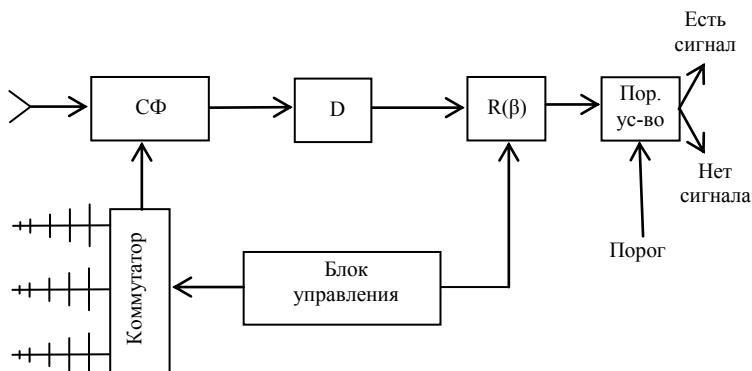 Есть
сигнал
СФ
D
R(β)
Пор.
ус-во
Нет
сигнала
Коммутатор
Блок
управления
Порог